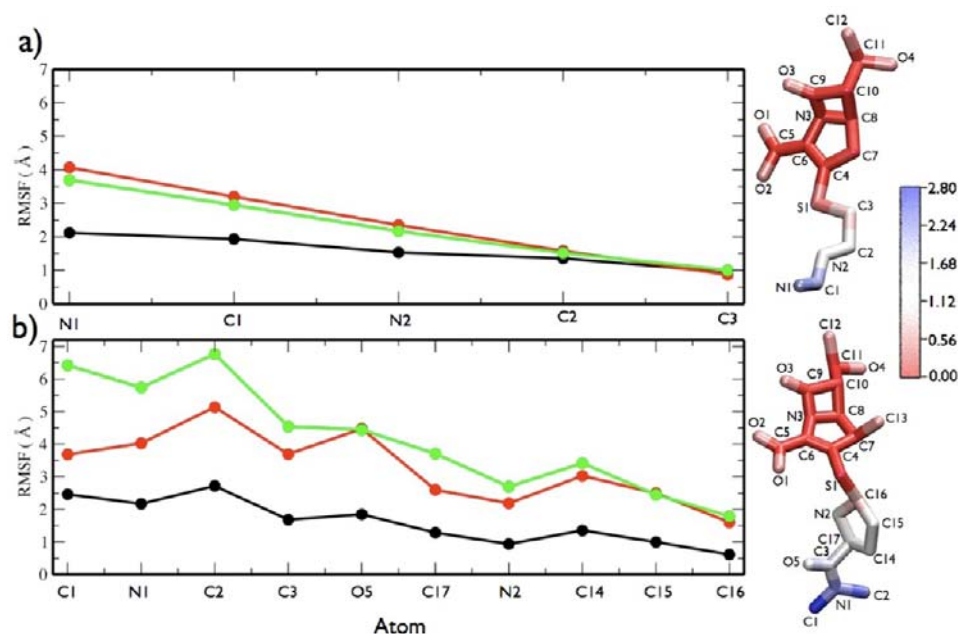 a)
RMSF (Å)
7
6
5
4
3
2
1
0
N1 C1 N2 C2 C3
C12
C11
O4
O3
C9
C10
N3
C8
O1
C5
C6
C7
O2
C4
S1
C3
C2
N2
N1
C1
2.80
2.24
1.68
1.12
0.56
0.00
b)
RMSF (Å)
7
6
5
4
3
2
1
0
C1 N1 C2 C3 O5 C17 N2 C14 C15 C16
Atom
C12
C11
O3
C9
O4
C10
N3
C8
C13
O2
C5
C7
C6
C4
O1
S1
C16
N2
C15
C17
C3
C14
O5
C2
N1
C1